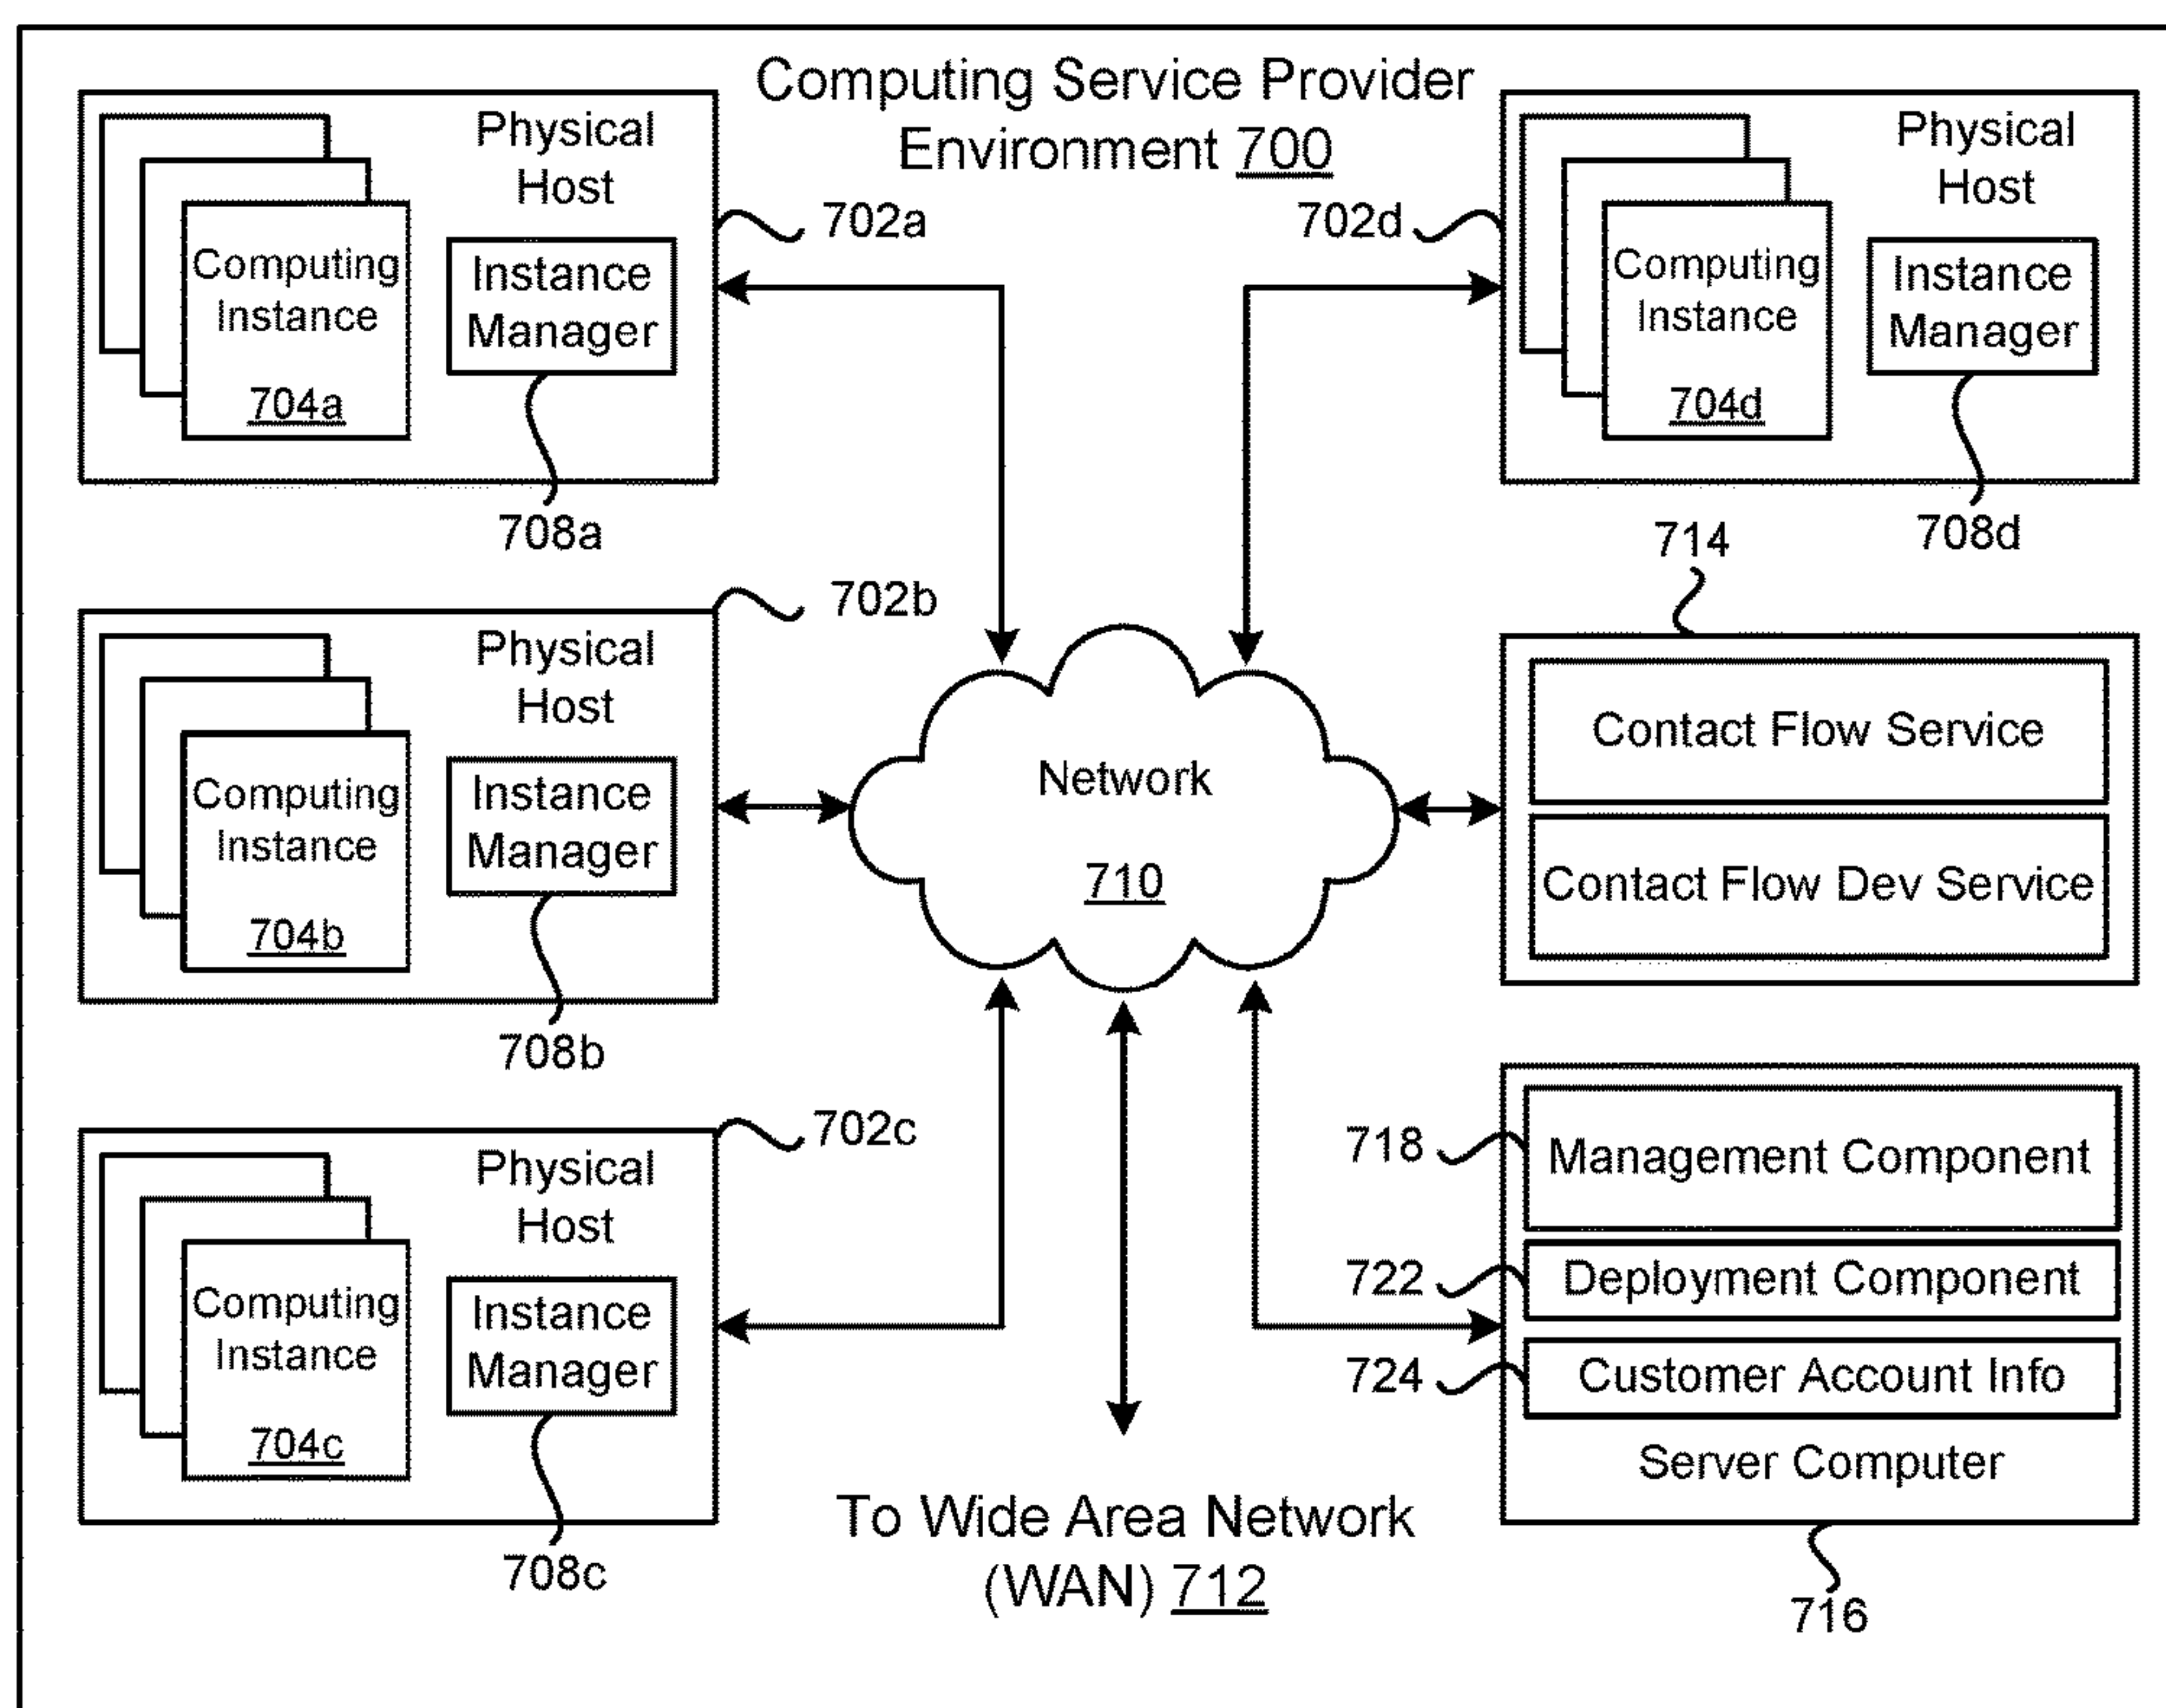 Computing Service Provider
Environment 700
Physical
Host
Computing
Instance
704a
Instance
Manager
702a
708a
702d
Physical
Host
Computing
Instance
704d
Instance
Manager
708d
702b
Physical
Host
Computing
Instance
704b
Instance
Manager
708b
Network
710
714
Contact Flow Service
Contact Flow Dev Service
702c
Physical
Host
Computing
Instance
704c
Instance
Manager
708c
To Wide Area Network
(WAN) 712
718
Management Component
722
Deployment Component
724
Customer Account Info
Server Computer
716